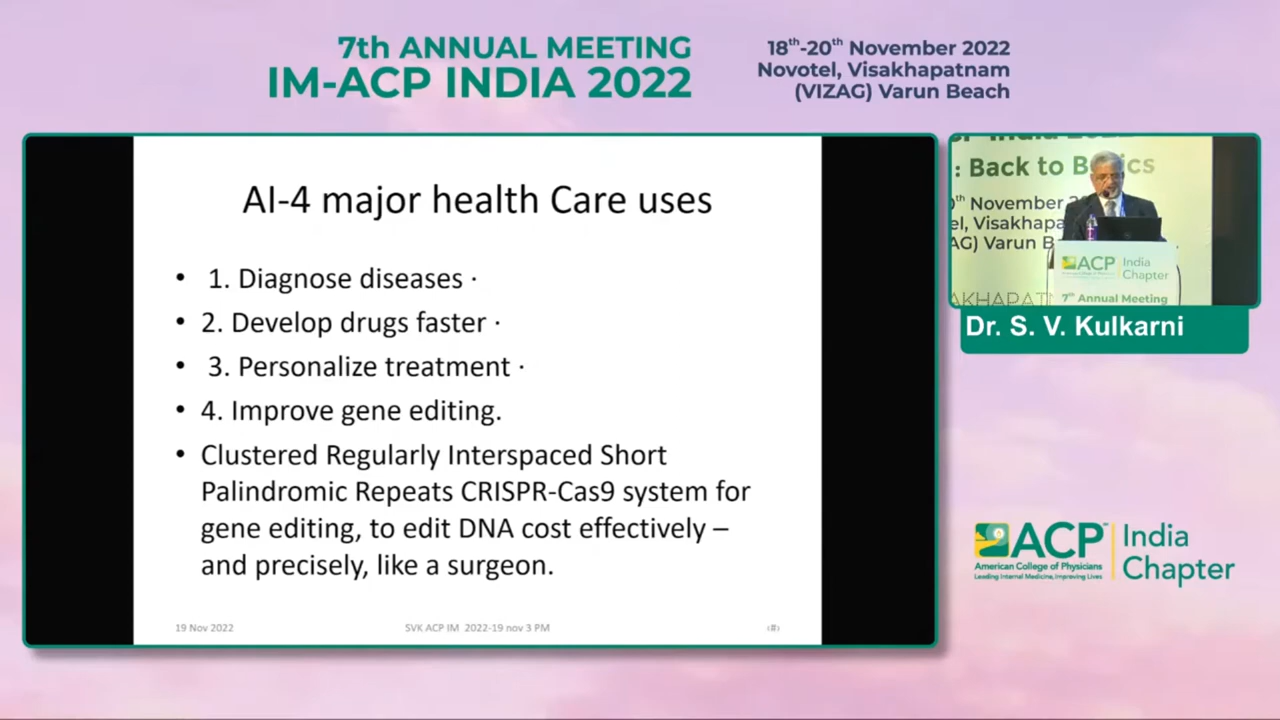 7th ANNUAL MEETING
IM-ACP INDIA 2022
18th-20th November 2022
Novotel, Visakhapatnam
(VIZAG) Varun Beach
AI-4 major health Care uses
• 1. Diagnose diseases ·
• 2. Develop drugs faster ·
• 3. Personalize treatment ·
• 4. Improve gene editing.
• Clustered Regularly Interspaced Short
Palindromic Repeats CRISPR-Cas9 system for
gene editing, to edit DNA cost effectively –
and precisely, like a surgeon.
19 Nov 2022
SVK ACP IM 2022-19 nov 3 PM
‹#›
: Back to B
ics
th November
el, Visakhapa
AG) Varun B
ACP
India
Chapter
7th Annual Meeting
Dr. S. V. Kulkarni
ACP™
American College of Physicians
Leading Internal Medicine, Improving Lives
India
Chapter